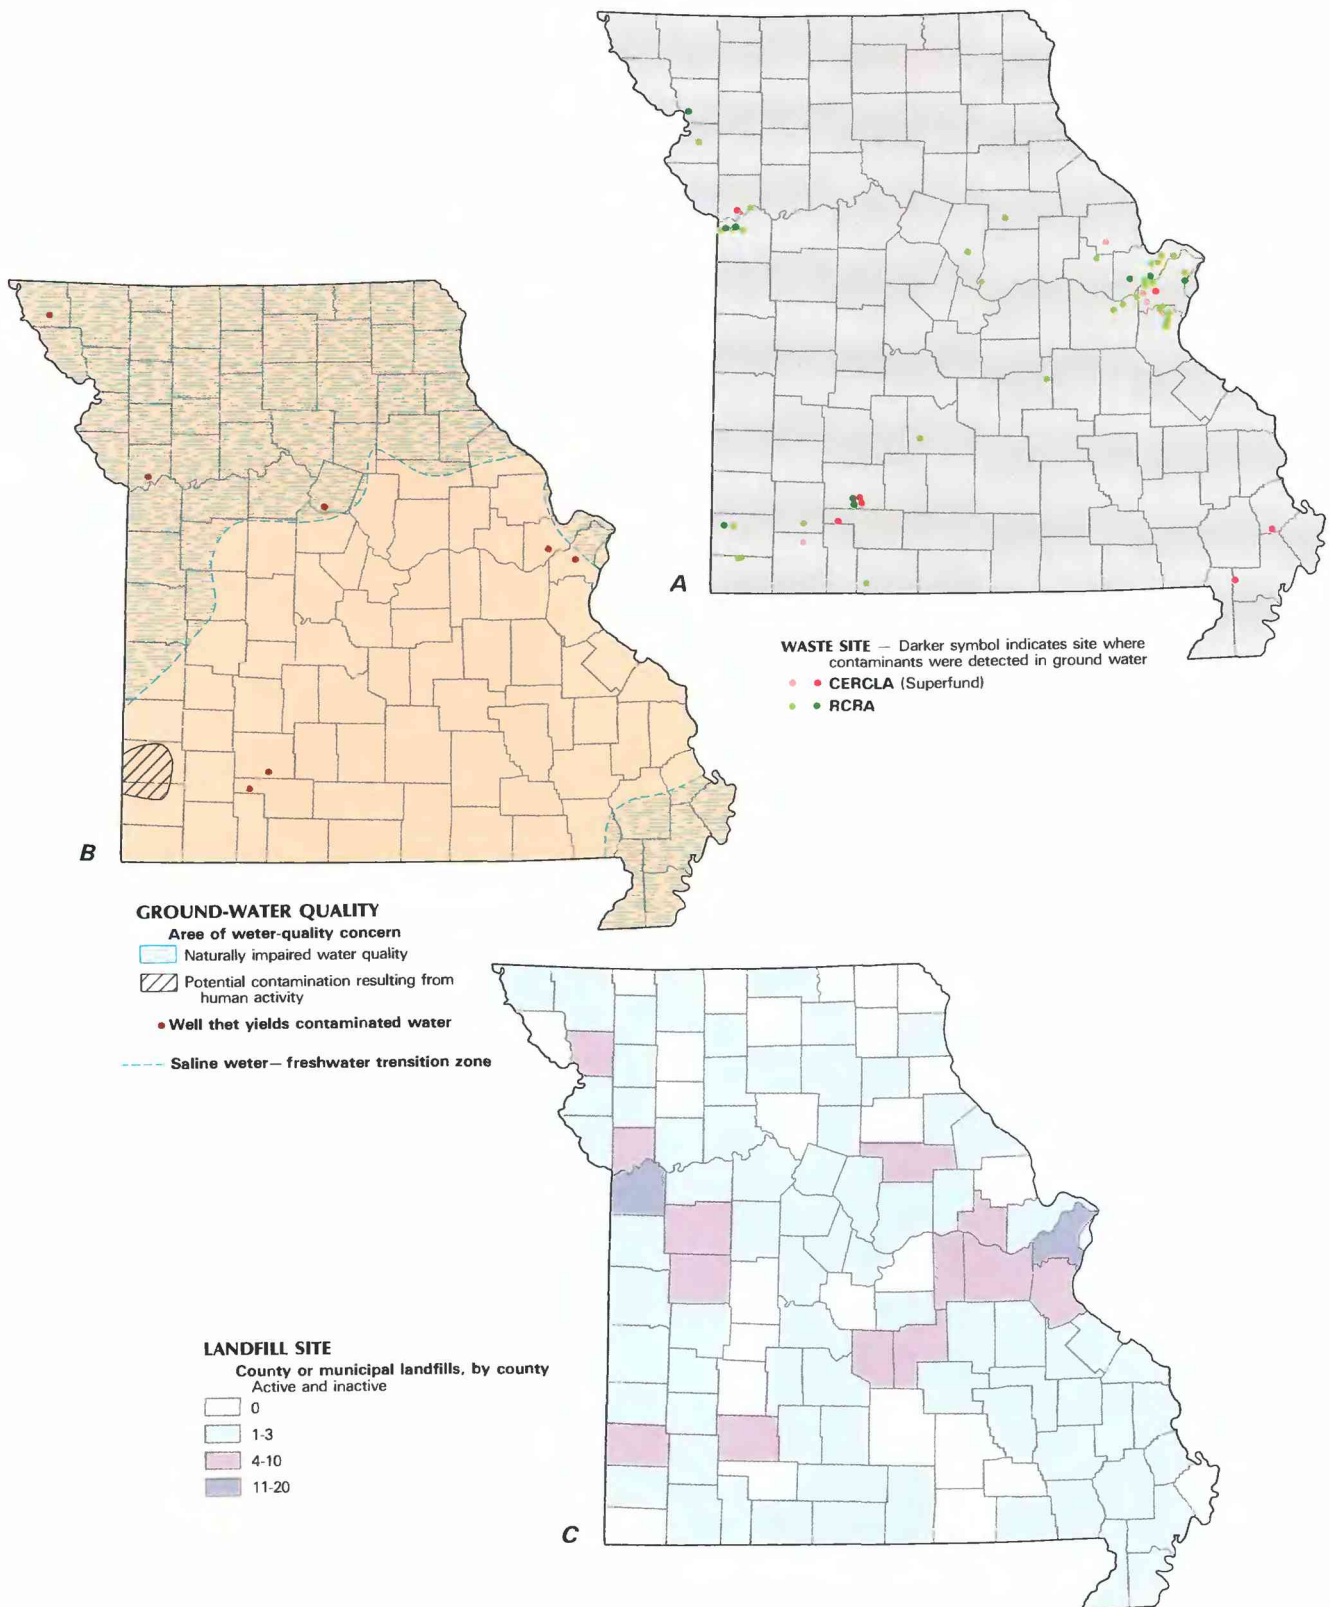 A
WASTE SITE — Darker symbol indicates site where
contaminants were detected in ground water
CERCLA (Superfund)
RCRA
B
GROUND-WATER QUALITY
Aree of weter-quality concern
Naturally impaired water quality
Potential contamination resulting from
human activity
Well thet yields contaminated water
Saline weter—freshwater trensition zone
C
LANDFILL SITE
County or municipal landfills, by county
Active and inactive
0
1-3
4-10
11-20